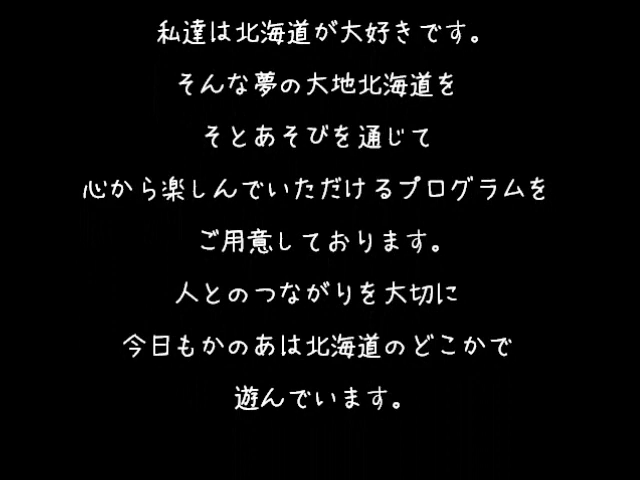 私達は北海道が大好きです。
そんな夢の大地北海道を
そとあそびを通じて
心から楽しんでいただけるプログラムを
ご用意しております。
人とのつながりを大切に
今日もかのあは北海道のどこかで
遊んでいます。